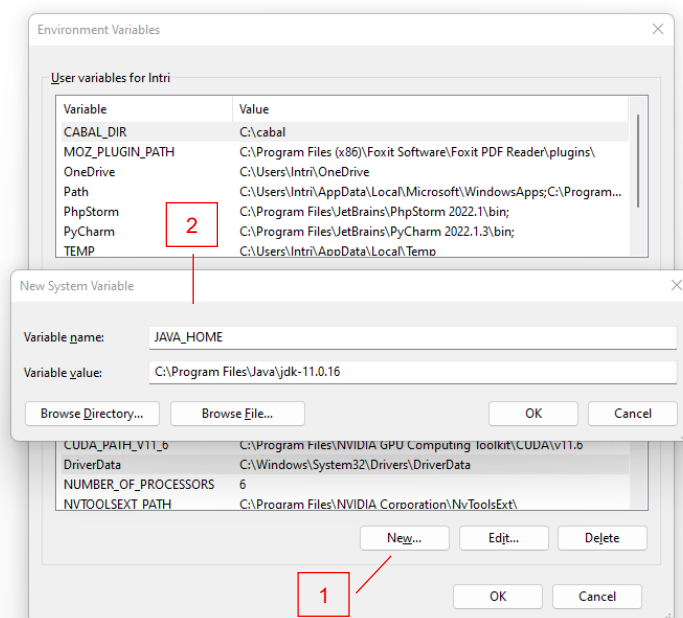 Environment Variables
User variables for Intri
Variable Value
CABAL_DIR C:\cabal
MOZ_PLUGIN_PATH C:\Program Files (x86)\Foxit Software\Foxit PDF Reader\plugins\
OneDrive C:\Users\Intri\OneDrive
Path C:\Users\Intri\AppData\Local\Microsoft\WindowsApps;C:\Program...
PhpStorm C:\Program Files\JetBrains\PhpStorm 2022.1\bin;
PyCharm C:\Program Files\JetBrains\PyCharm 2022.1.3\bin;
TEMP C:\Users\Intri\AppData\Local\Temp
2
New System Variable
Variable name: JAVA_HOME
Variable value: C:\Program Files\Java\jdk-11.0.16
Browse Directory... Browse File... OK Cancel
CUDA_PATH_V11_6 C:\Program Files\NVIDIA GPU Computing Toolkit\CUDA\v11.6
DriverData C:\Windows\System32\Drivers\DriverData
NUMBER_OF_PROCESSORS 6
NVTOOLSEXT_PATH C:\Program Files\NVIDIA Corporation\NvToolsExt\
New... Edit... Delete
1
OK Cancel